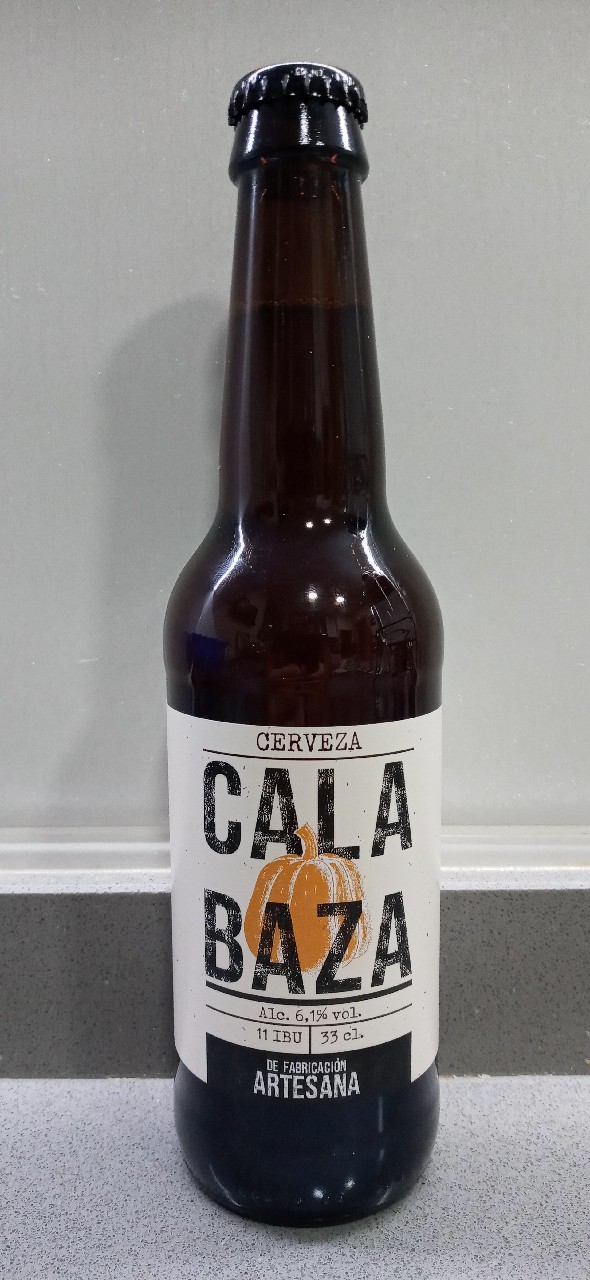 CERVEZA
CALA
BAZA
Alc. 6,1% vol.
11 IBU 33 cl.
DE FABRICACIÓN
ARTESANA